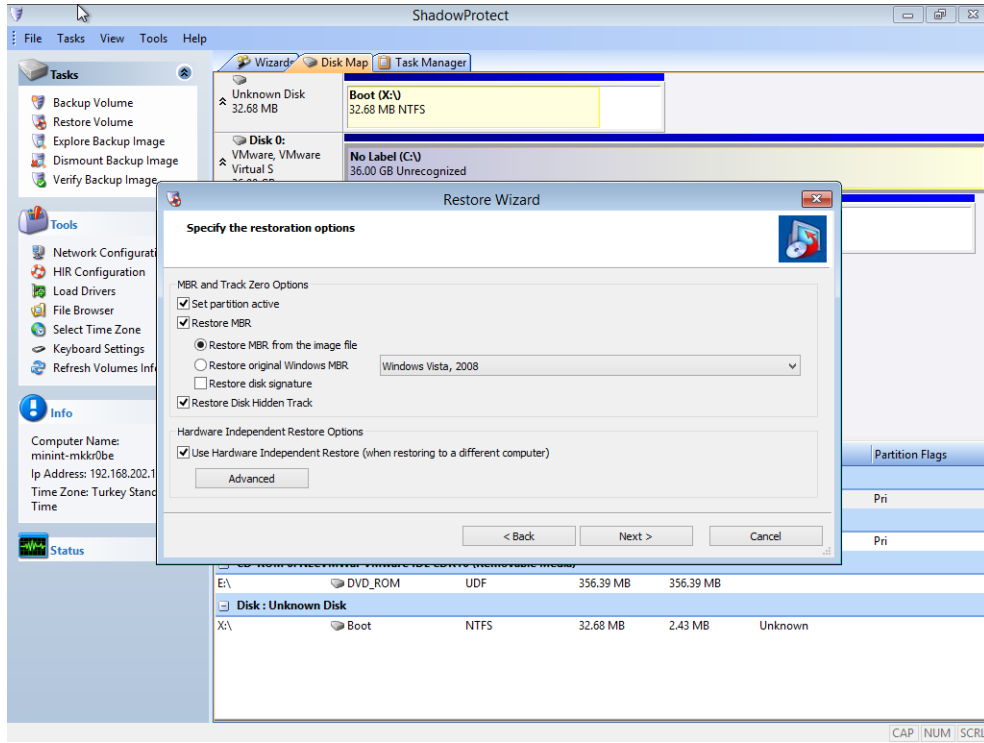 ShadowProtect
File Tasks View Tools Help
Tasks
Backup Volume
Restore Volume
Explore Backup Image
Dismount Backup Image
Verify Backup Image
Tools
Network Configurati
HIR Configuration
Load Drivers
File Browser
Select Time Zone
Keyboard Settings
Refresh Volumes Inf
Info
Computer Name:
minint-mkkr0be
Ip Address: 192.168.202.1
Time Zone: Turkey Stand
Time
Status
Wizards Disk Map Task Manager
Unknown Disk
32.68 MB
Boot (X:\)
32.68 MB NTFS
Disk 0:
VMware, VMware
Virtual S
No Label (C:\)
36.00 GB Unrecognized
Restore Wizard
Specify the restoration options
MBR and Track Zero Options
Set partition active
Restore MBR
Restore MBR from the image file
Restore original Windows MBR Windows Vista, 2008
Restore disk signature
Restore Disk Hidden Track
Hardware Independent Restore Options
Use Hardware Independent Restore (when restoring to a different computer)
Advanced
< Back Next > Cancel
Partition Flags
Pri
Pri
E:\ DVD_ROM UDF 356.39 MB 356.39 MB
Disk : Unknown Disk
X:\ Boot NTFS 32.68 MB 2.43 MB Unknown
CAP NUM SCRL